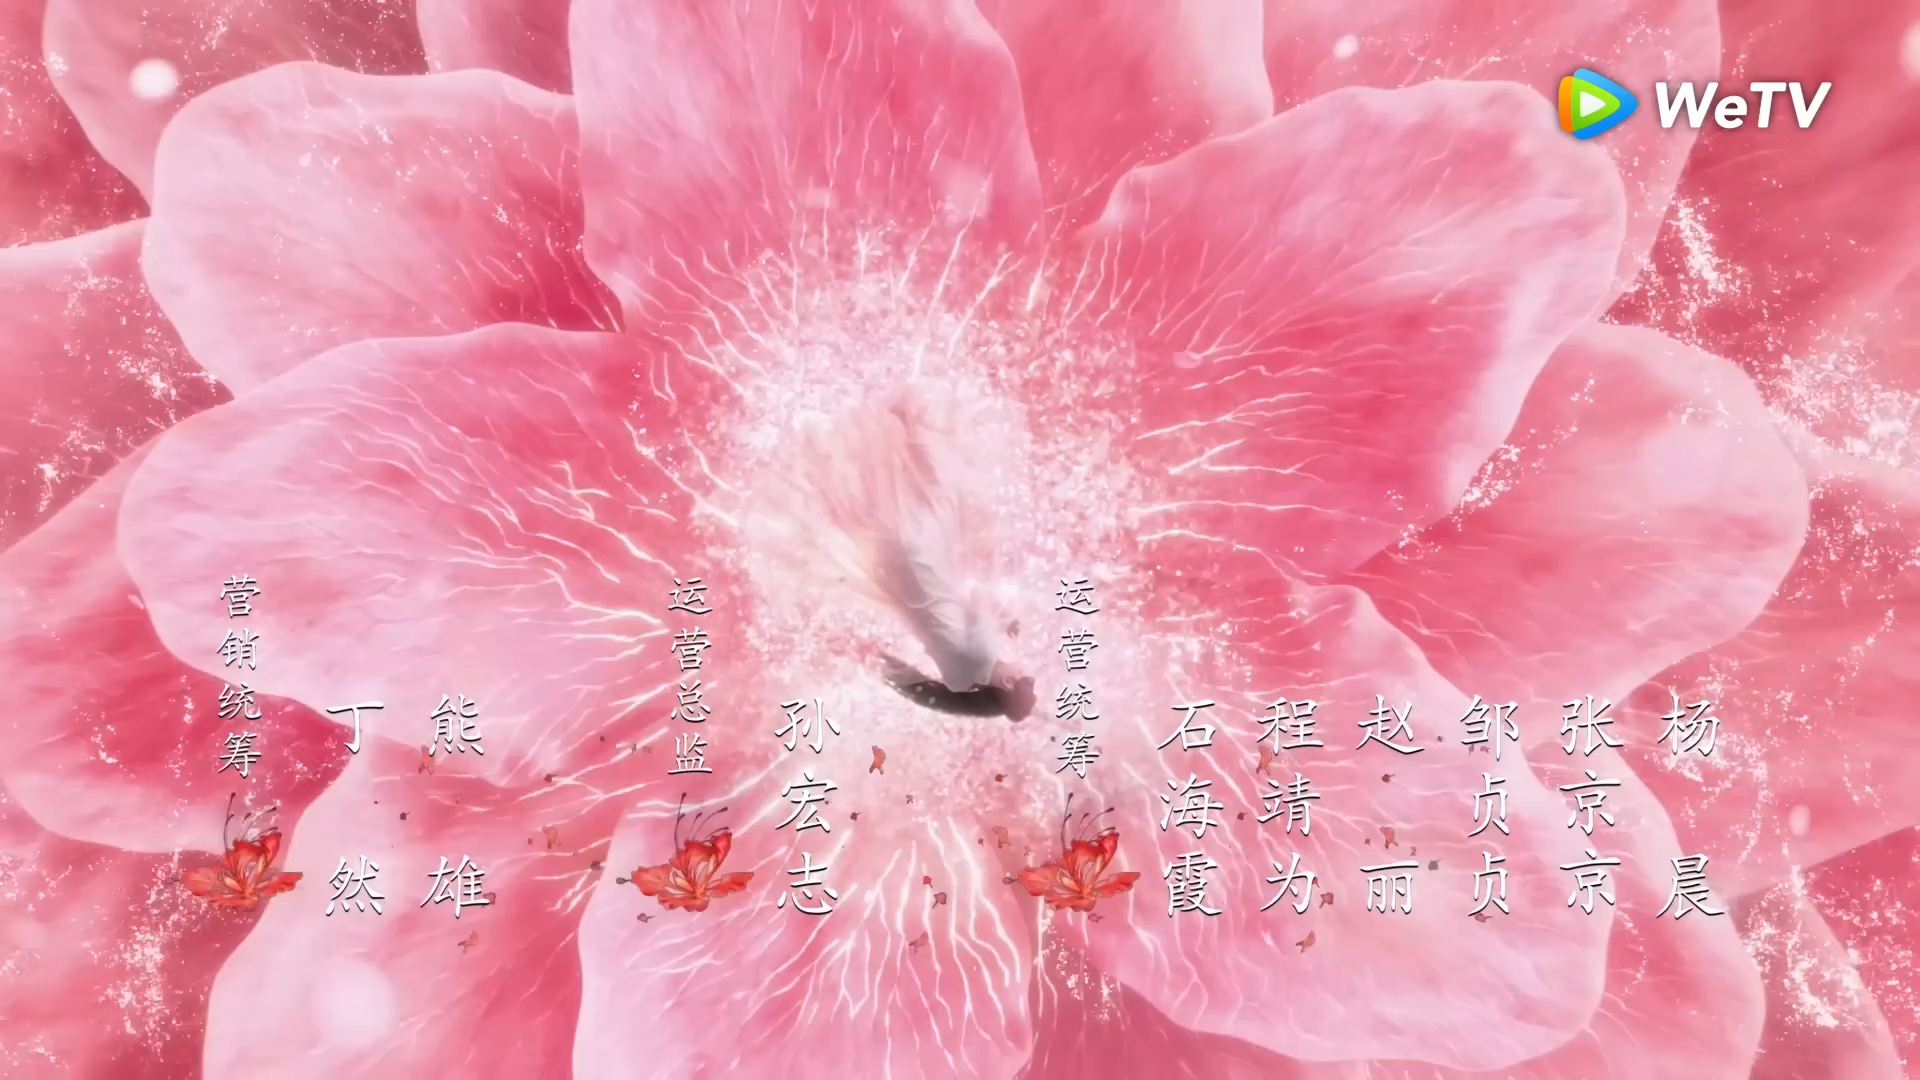 WeTV
营销统筹
丁然
熊雄
运营总监
孙宏志
运营统筹
石海霞
程靖为
赵丽
邹贞贞
张京京
杨晨